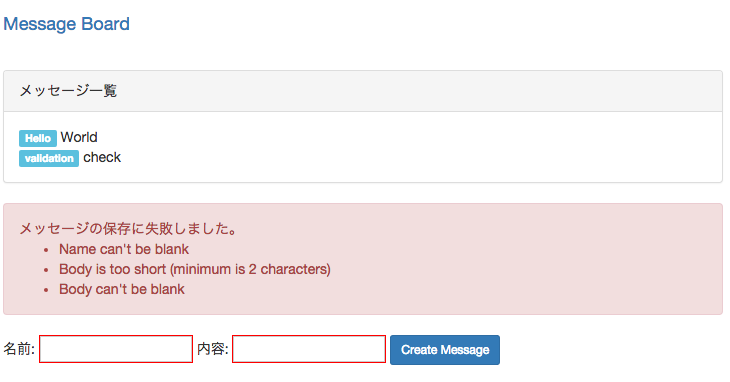 Message Board
メッセージ一覧
Hello World
validation check
メッセージの保存に失敗しました。
• Name can't be blank
• Body is too short (minimum is 2 characters)
• Body can't be blank
名前: 内容: Create Message